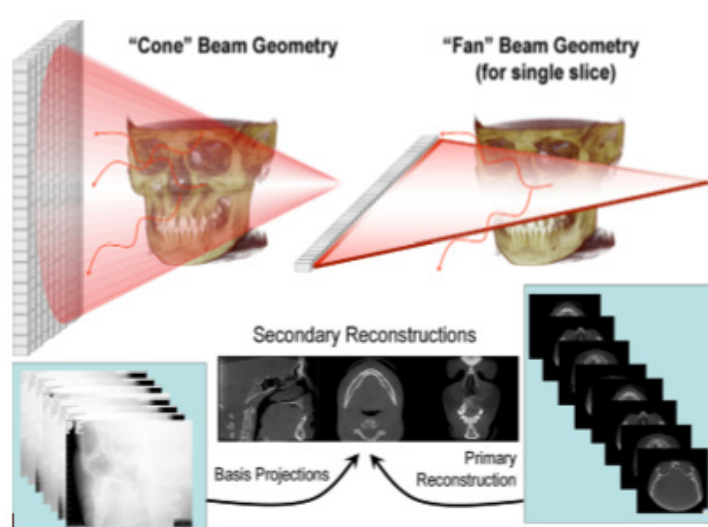 “Cone” Beam Geometry
“Fan” Beam Geometry
(for single slice)
Secondary Reconstructions
Basis Projections
Primary
Reconstruction